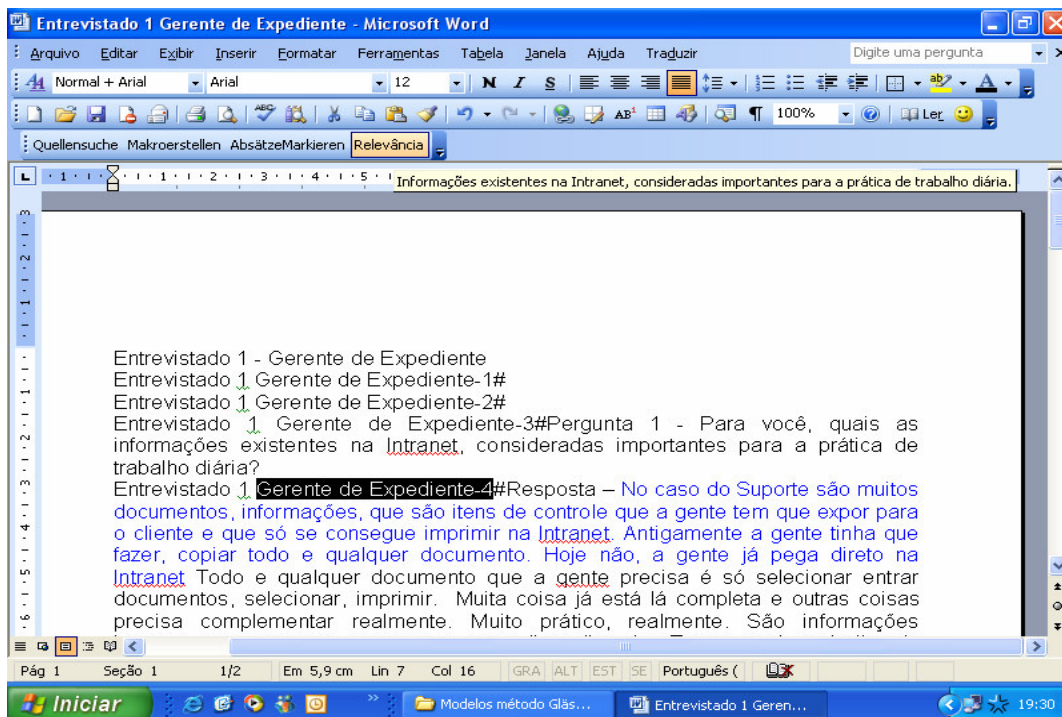 Entrevistado 1 Gerente de Expediente - Microsoft Word
Arquivo Editar Exibir Inserir Formatar Ferramentas Tabela Janela Ajuda Traduzir Digite uma pergunta
Normal + Arial Arial 12 N I S
100% Ler
Quellensuche Makroerstellen AbsätzeMarkieren Relevância
1 1 2 3 4 5
Informações existentes na Intranet, consideradas importantes para a prática de trabalho diária.
Entrevistado 1 - Gerente de Expediente
Entrevistado 1 Gerente de Expediente-1#
Entrevistado 1 Gerente de Expediente-2#
Entrevistado 1 Gerente de Expediente-3#Pergunta 1 - Para você, quais as
informações existentes na Intranet, consideradas importantes para a prática de
trabalho diária?
Entrevistado 1 Gerente de Expediente-4#Resposta – No caso do Suporte são muitos
documentos, informações, que são itens de controle que a gente tem que expor para
o cliente e que só se consegue imprimir na Intranet. Antigamente a gente tinha que
fazer, copiar todo e qualquer documento. Hoje não, a gente já pega direto na
Intranet Todo e qualquer documento que a gente precisa é só selecionar entrar
documentos, selecionar, imprimir. Muita coisa já está lá completa e outras coisas
precisa complementar realmente. Muito prático, realmente. São informações
Pág 1 Seção 1 1/2 Em 5,9 cm Lin 7 Col 16 GRA ALT EST SE Português (
Iniciar Modelos método Gläs... Entrevistado 1 Geren... 19:30